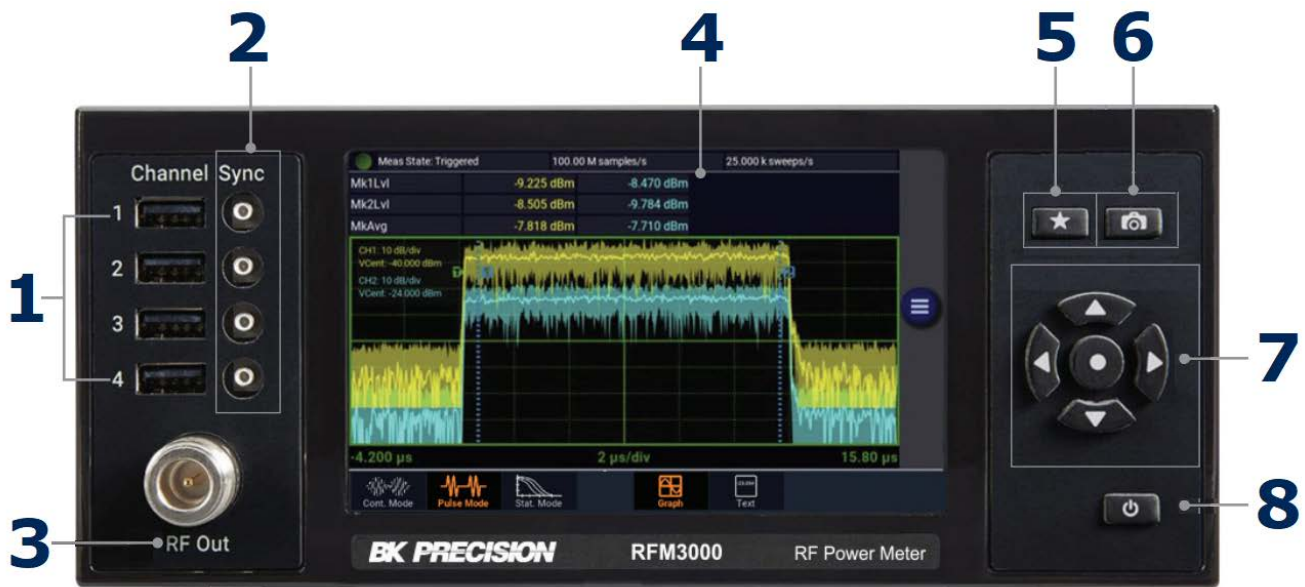 2
4
5
6
Channel Sync
1
2
3
4
1
3
RF Out
Meas State: Triggered 100.00 M samples/s 25.000 k sweeps/s
Mk1Lvl -9.225 dBm -8.470 dBm
Mk2Lvl -8.505 dBm -9.784 dBm
MkAvg -7.818 dBm -7.710 dBm
CH1: 10 dB/div
VCent: -40.000 dBm
CH2: 10 dB/div
VCent: -24.000 dBm
-4.200 µs 2 µs/div 15.80 µs
Cont. Mode Pulse Mode Stat. Mode Graph Text
BK PRECISION RFM3000 RF Power Meter
7
8